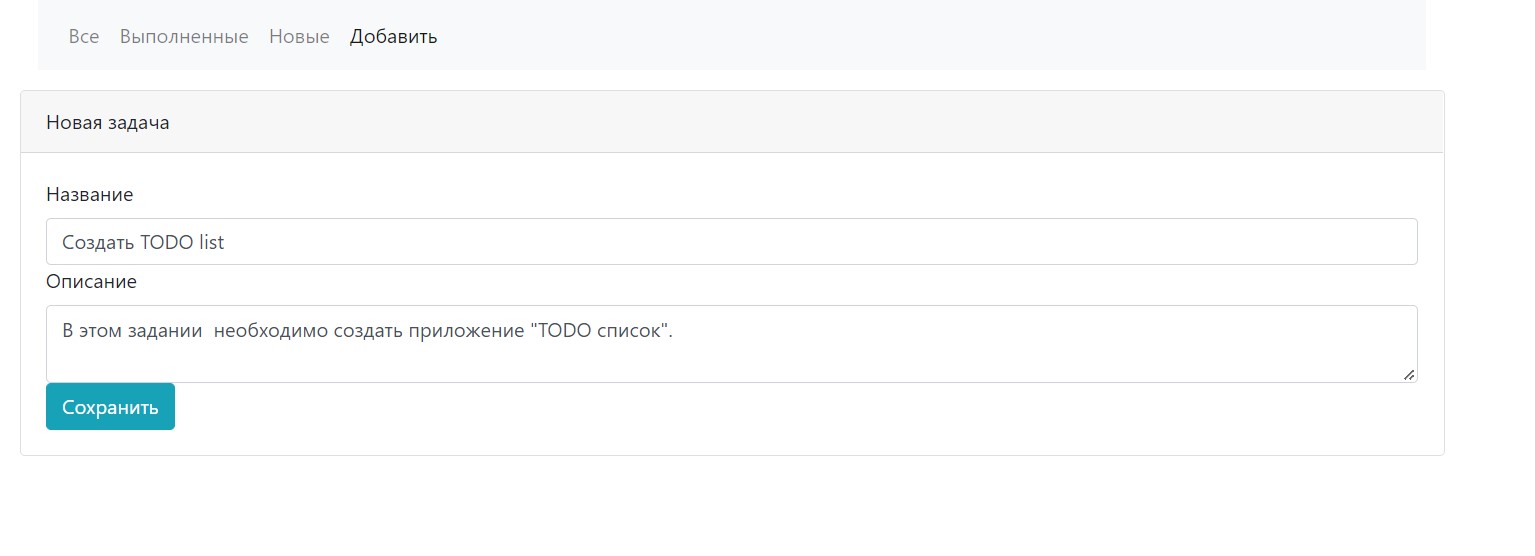 Все Выполненные Новые Добавить
Новая задача
Название
Создать TODO list
Описание
В этом задании  необходимо создать приложение "TODO список".
Сохранить